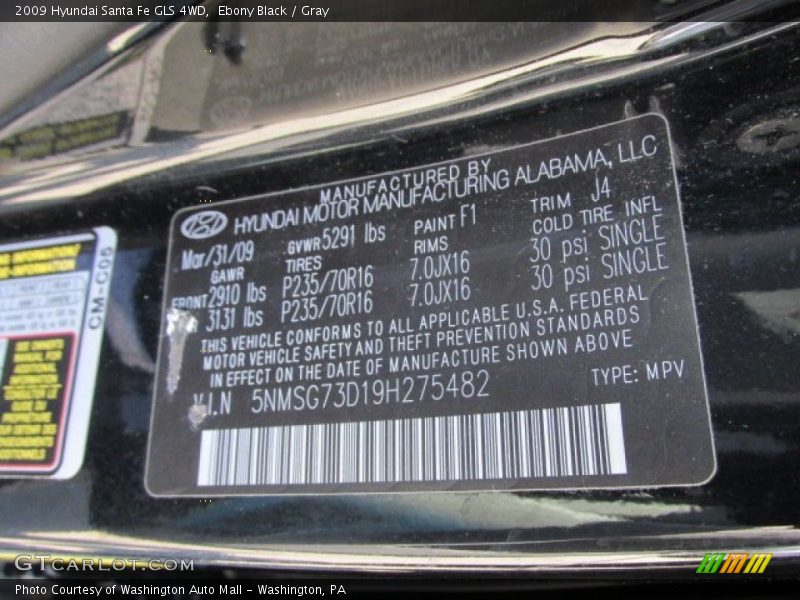 2009 Hyundai Santa Fe GLS 4WD, Ebony Black / Gray
MANUFACTURED BY
HYUNDAI MOTOR MANUFACTURING ALABAMA, LLC
Mar/31/09 GVWR 5291 lbs PAINT F1 TRIM J4
GAWR TIRES RIMS COLD TIRE INFL
FRONT 2910 lbs P235/70R16 7.0JX16 30 psi SINGLE
3131 lbs P235/70R16 7.0JX16 30 psi SINGLE
THIS VEHICLE CONFORMS TO ALL APPLICABLE U.S.A. FEDERAL
MOTOR VEHICLE SAFETY AND THEFT PREVENTION STANDARDS
IN EFFECT ON THE DATE OF MANUFACTURE SHOWN ABOVE
V.I.N 5NMSG73D19H275482 TYPE: MPV
CM-C05
GTCARLOT.COM
Photo Courtesy of Washington Auto Mall - Washington, PA